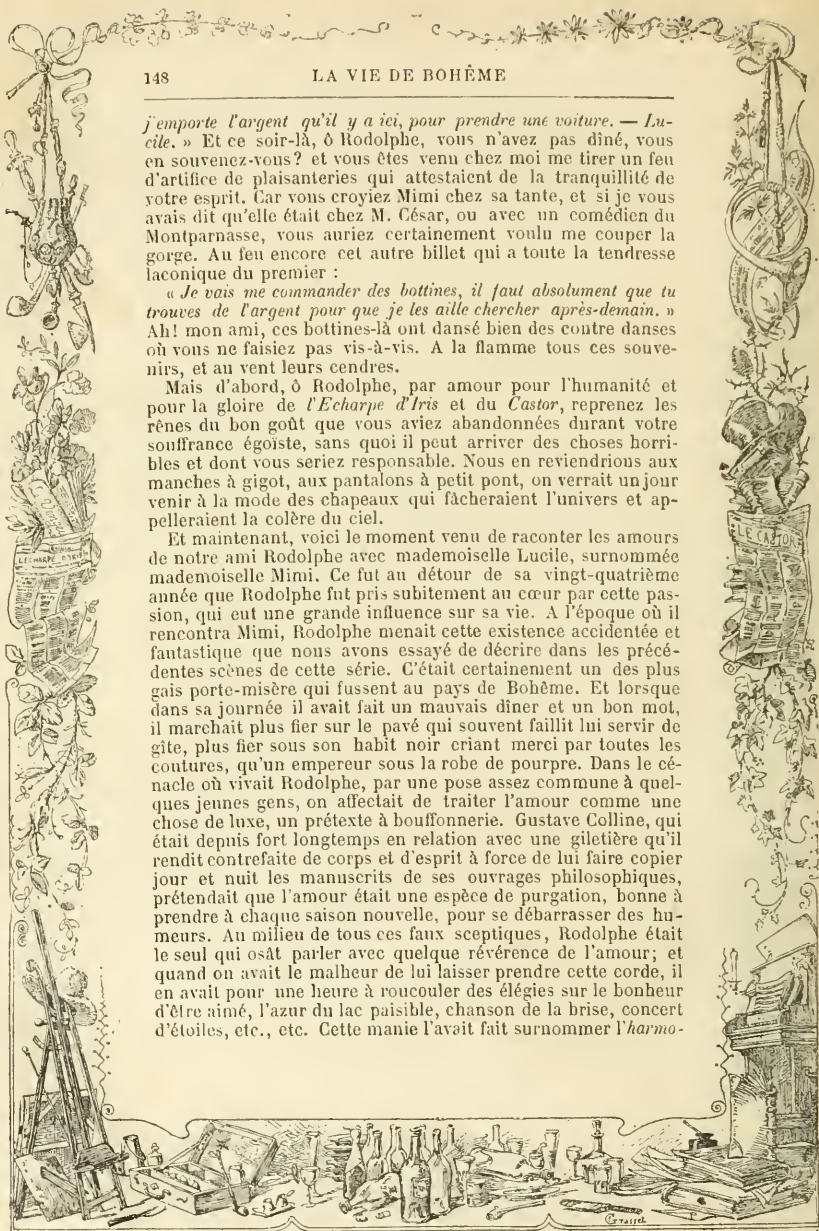 148
LA VIE DE BOHÊME
j'emporte l'argent qu'il y a ici, pour prendre une voiture. — Lu-
cile. » Et ce soir-là, ô Rodolphe, vous n'avez pas dîné, vous
en souvenez-vous? et vous êtes venu chez moi me tirer un feu
d'artifice de plaisanteries qui attestaient de la tranquillité de
votre esprit. Car vous croyiez Mimi chez sa tante, et si je vous
avais dit qu'elle était chez M. César, ou avec un comédien du
Montparnasse, vous auriez certainement voulu me couper la
gorge. Au feu encore cet autre billet qui a toute la tendresse
laconique du premier :
« Je vais me commander des bottines, il faut absolument que tu
trouves de l'argent pour que je les aille chercher après-demain. »
Ah! mon ami, ces bottines-là ont dansé bien des contre danses
où vous ne faisiez pas vis-à-vis. A la flamme tous ces souve-
nirs, et au vent leurs cendres.
Mais d'abord, ô Rodolphe, par amour pour l'humanité et
pour la gloire de l'Echarpe d'Iris et du Castor, reprenez les
rênes du bon goût que vous aviez abandonnées durant votre
souffrance égoïste, sans quoi il peut arriver des choses horri-
bles et dont vous seriez responsable. Nous en reviendrions aux
manches à gigot, aux pantalons à petit pont, on verrait un jour
venir à la mode des chapeaux qui fâcheraient l'univers et ap-
pelleraient la colère du ciel.
Et maintenant, voici le moment venu de raconter les amours
de notre ami Rodolphe avec mademoiselle Lucile, surnommée
mademoiselle Mimi. Ce fut au détour de sa vingt-quatrième
année que Rodolphe fut pris subitement au cœur par cette pas-
sion, qui eut une grande influence sur sa vie. A l'époque où il
rencontra Mimi, Rodolphe menait cette existence accidentée et
fantastique que nous avons essayé de décrire dans les précé-
dentes scènes de cette série. C'était certainement un des plus
gais porte-misère qui fussent au pays de Bohême. Et lorsque
dans sa journée il avait fait un mauvais dîner et un bon mot,
il marchait plus fier sur le pavé qui souvent faillit lui servir de
gîte, plus fier sous son habit noir criant merci par toutes les
coutures, qu'un empereur sous la robe de pourpre. Dans le cé-
nacle où vivait Rodolphe, par une pose assez commune à quel-
ques jeunes gens, on affectait de traiter l'amour comme une
chose de luxe, un prétexte à bouffonnerie. Gustave Colline, qui
était depuis fort longtemps en relation avec une giletière qu'il
rendit contrefaite de corps et d'esprit à force de lui faire copier
jour et nuit les manuscrits de ses ouvrages philosophiques,
prétendait que l'amour était une espèce de purgation, bonne à
prendre à chaque saison nouvelle, pour se débarrasser des hu-
meurs. Au milieu de tous ces faux sceptiques, Rodolphe était
le seul qui osât parler avec quelque révérence de l'amour; et
quand on avait le malheur de lui laisser prendre cette corde, il
en avait pour une heure à roucouler des élégies sur le bonheur
d'être aimé, l'azur du lac paisible, chanson de la brise, concert
d'étoiles, etc., etc. Cette manie l'avait fait surnommer l'harmo-
L'ECHARPE D'IRIS
LE CASTOR
Grasset